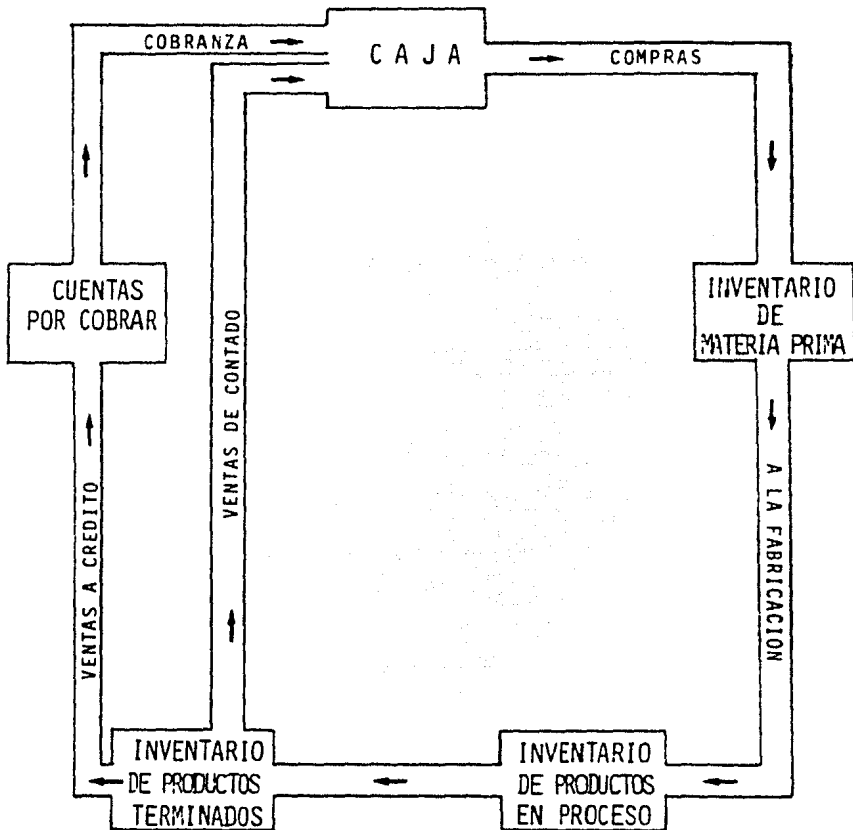 COBRANZA
C A J A
COMPRAS
CUENTAS
POR COBRAR
INVENTARIO
DE
MATERIA PRIMA
VENTAS DE CONTADO
VENTAS A CREDITO
A LA FABRICACION
INVENTARIO
DE PRODUCTOS
TERMINADOS
INVENTARIO
DE PRODUCTOS
EN PROCESO